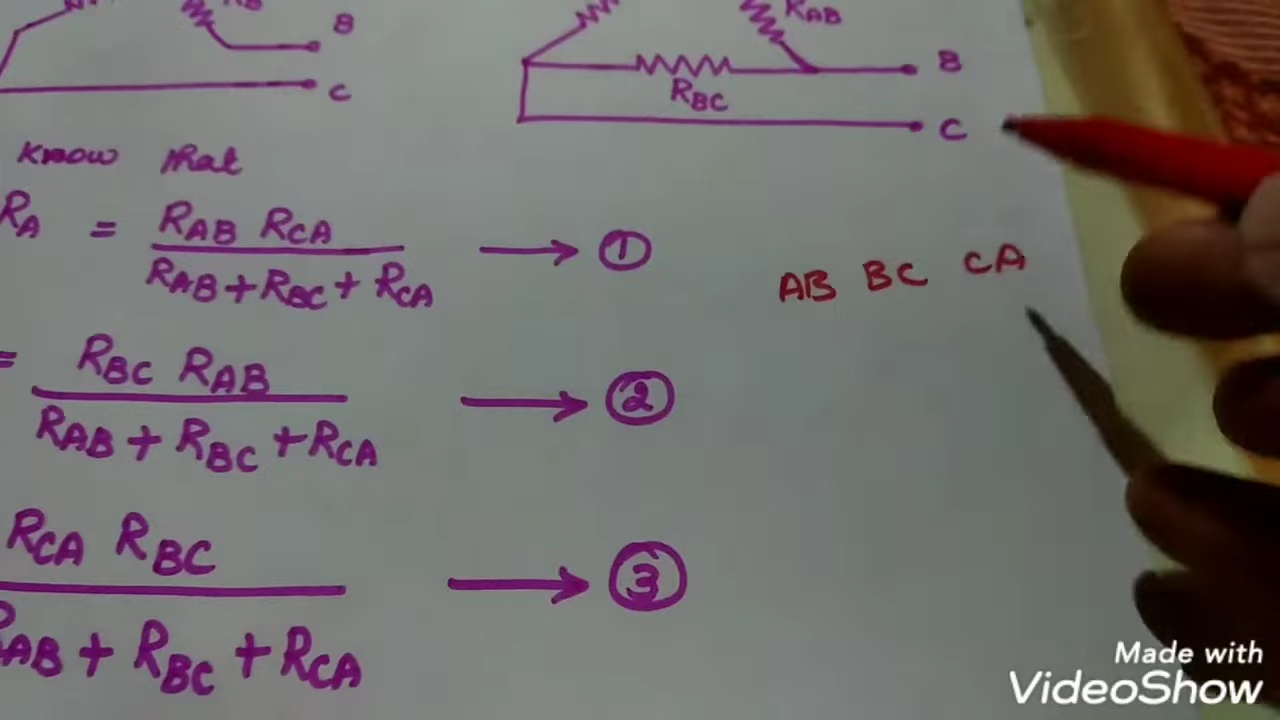 B
C
RAB
B
RBC
C
know that
RA = RAB RCA
RAB + RBC + RCA
→ 1
AB BC CA
= RBC RAB
RAB + RBC + RCA
→ 2
RCA RBC
RAB + RBC + RCA
→ 3
Made with
VideoShow